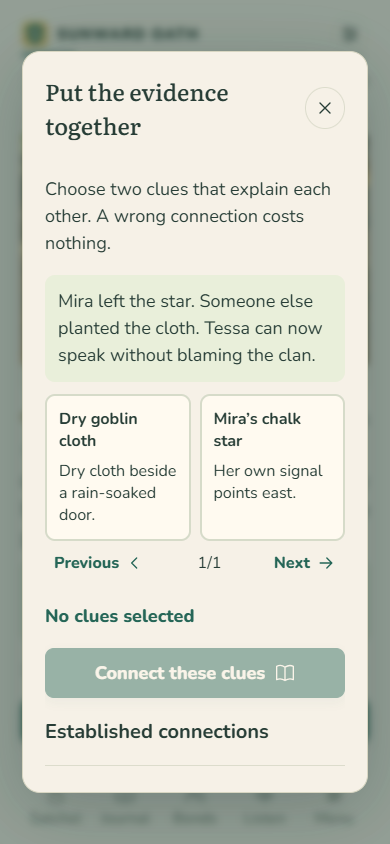 SUNWARD OATH
Put the evidence
together
Choose two clues that explain each
other. A wrong connection costs
nothing.
Mira left the star. Someone else
planted the cloth. Tessa can now
speak without blaming the clan.
Dry goblin
cloth
Dry cloth beside
a rain-soaked
door.
Mira’s chalk
star
Her own signal
points east.
Previous
1/1
Next
No clues selected
Connect these clues
Established connections